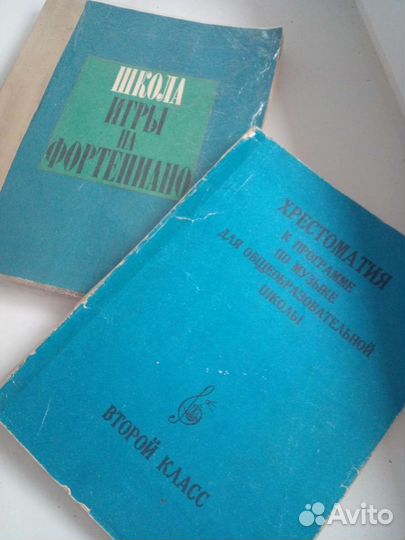 ШКОЛА
ИГРЫ
НА
ФОРТЕПИАНО
ХРЕСТОМАТИЯ
К ПРОГРАММЕ
ПО МУЗЫКЕ
ДЛЯ ОБЩЕОБРАЗОВАТЕЛЬНОЙ
ШКОЛЫ
ВТОРОЙ КЛАСС
Avito